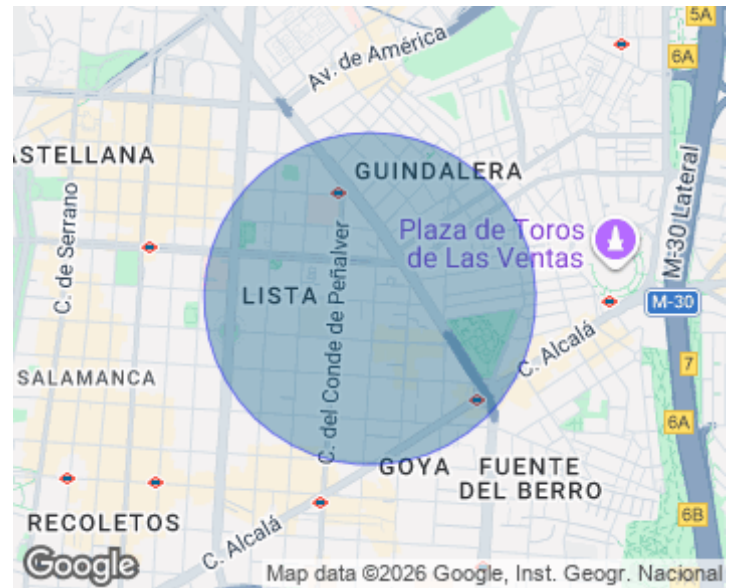 5A
Av. de América
6A
ASTELLANA
GUINDALERA
C. de Serrano
C. del Conde de Peñalver
Plaza de Toros
de Las Ventas
M-30 Lateral
LISTA
M-30
C. Alcalá
7
SALAMANCA
6A
GOYA
FUENTE
DEL BERRO
RECOLETOS
C. Alcalá
6B
Google
Map data ©2026 Google, Inst. Geogr. Nacional